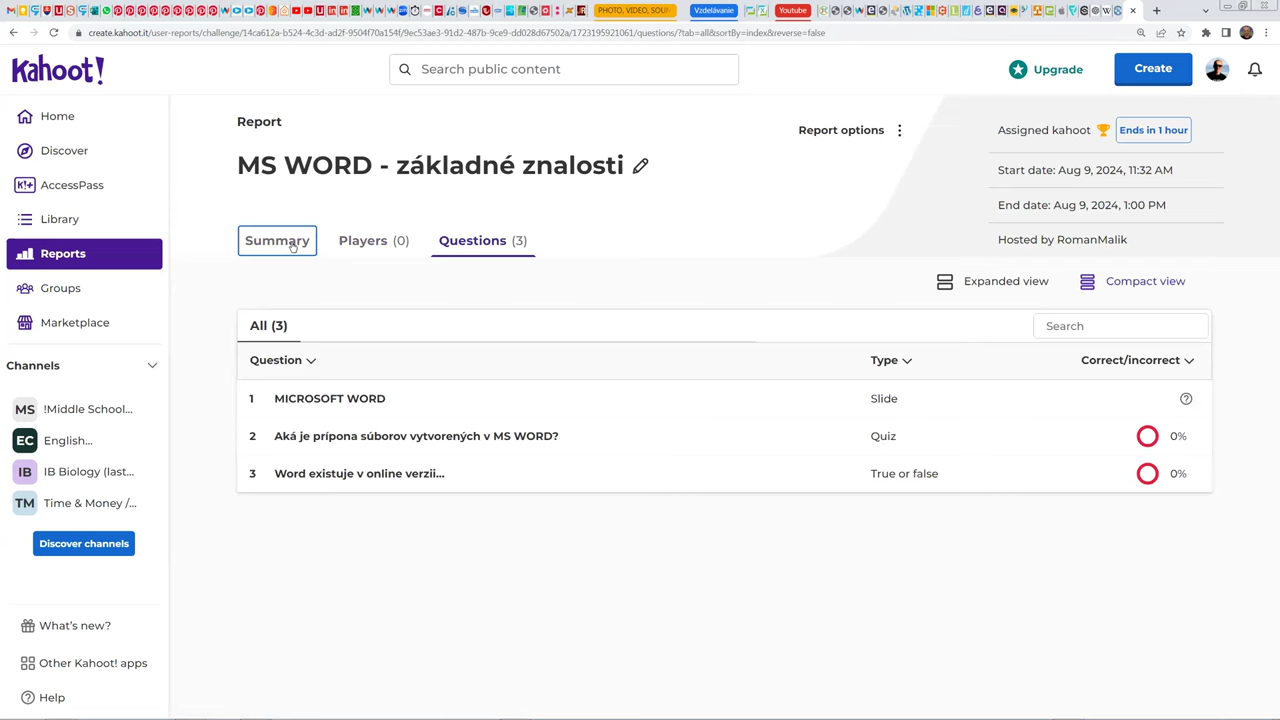 PHOTO, VIDEO, SOUN
Vzdelávanie
Youtube
create.kahoot.it/user-reports/challenge/14ca612a-b524-4c3d-ad2f-9504f70a154f/9ec53ae3-91d2-487b-9ce9-dd028d67502a/1723195921061/questions/?tab=all&sortBy=index&reverse=false
Kahoot!
Search public content
Upgrade
Create
Home
Discover
K!+ AccessPass
Library
Reports
Groups
Marketplace
Channels
MS !Middle School...
EC English...
IB IB Biology (last...
TM Time & Money /...
Discover channels
What's new?
Other Kahoot! apps
Help
Report
Report options
MS WORD - základné znalosti
Assigned kahoot Ends in 1 hour
Start date: Aug 9, 2024, 11:32 AM
End date: Aug 9, 2024, 1:00 PM
Hosted by RomanMalik
Summary Players (0) Questions (3)
Expanded view Compact view
All (3) Search
Question Type Correct/incorrect
1 MICROSOFT WORD Slide
2 Aká je prípona súborov vytvorených v MS WORD? Quiz 0%
3 Word existuje v online verzii... True or false 0%